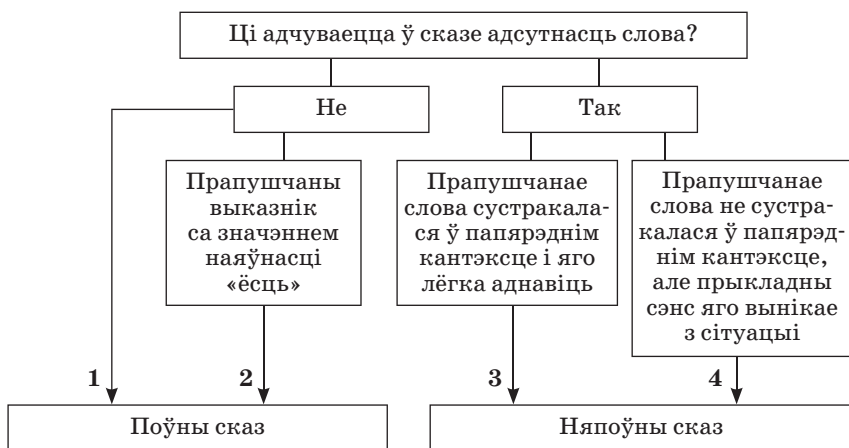 Ці адчуваецца ў сказе адсутнасць слова?
Не
Так
Прапушчаны
выказнік
са значэннем
наяўнасці
«ёсць»
Прапушчанае
слова сустракала-
ся ў папярэднім
кантэксце і яго
лёгка аднавіць
Прапушчанае
слова не сустра-
калася ў папярэд-
нім кантэксце,
але прыкладны
сэнс яго вынікае
з сітуацыі
1
2
3
4
Поўны сказ
Няпоўны сказ